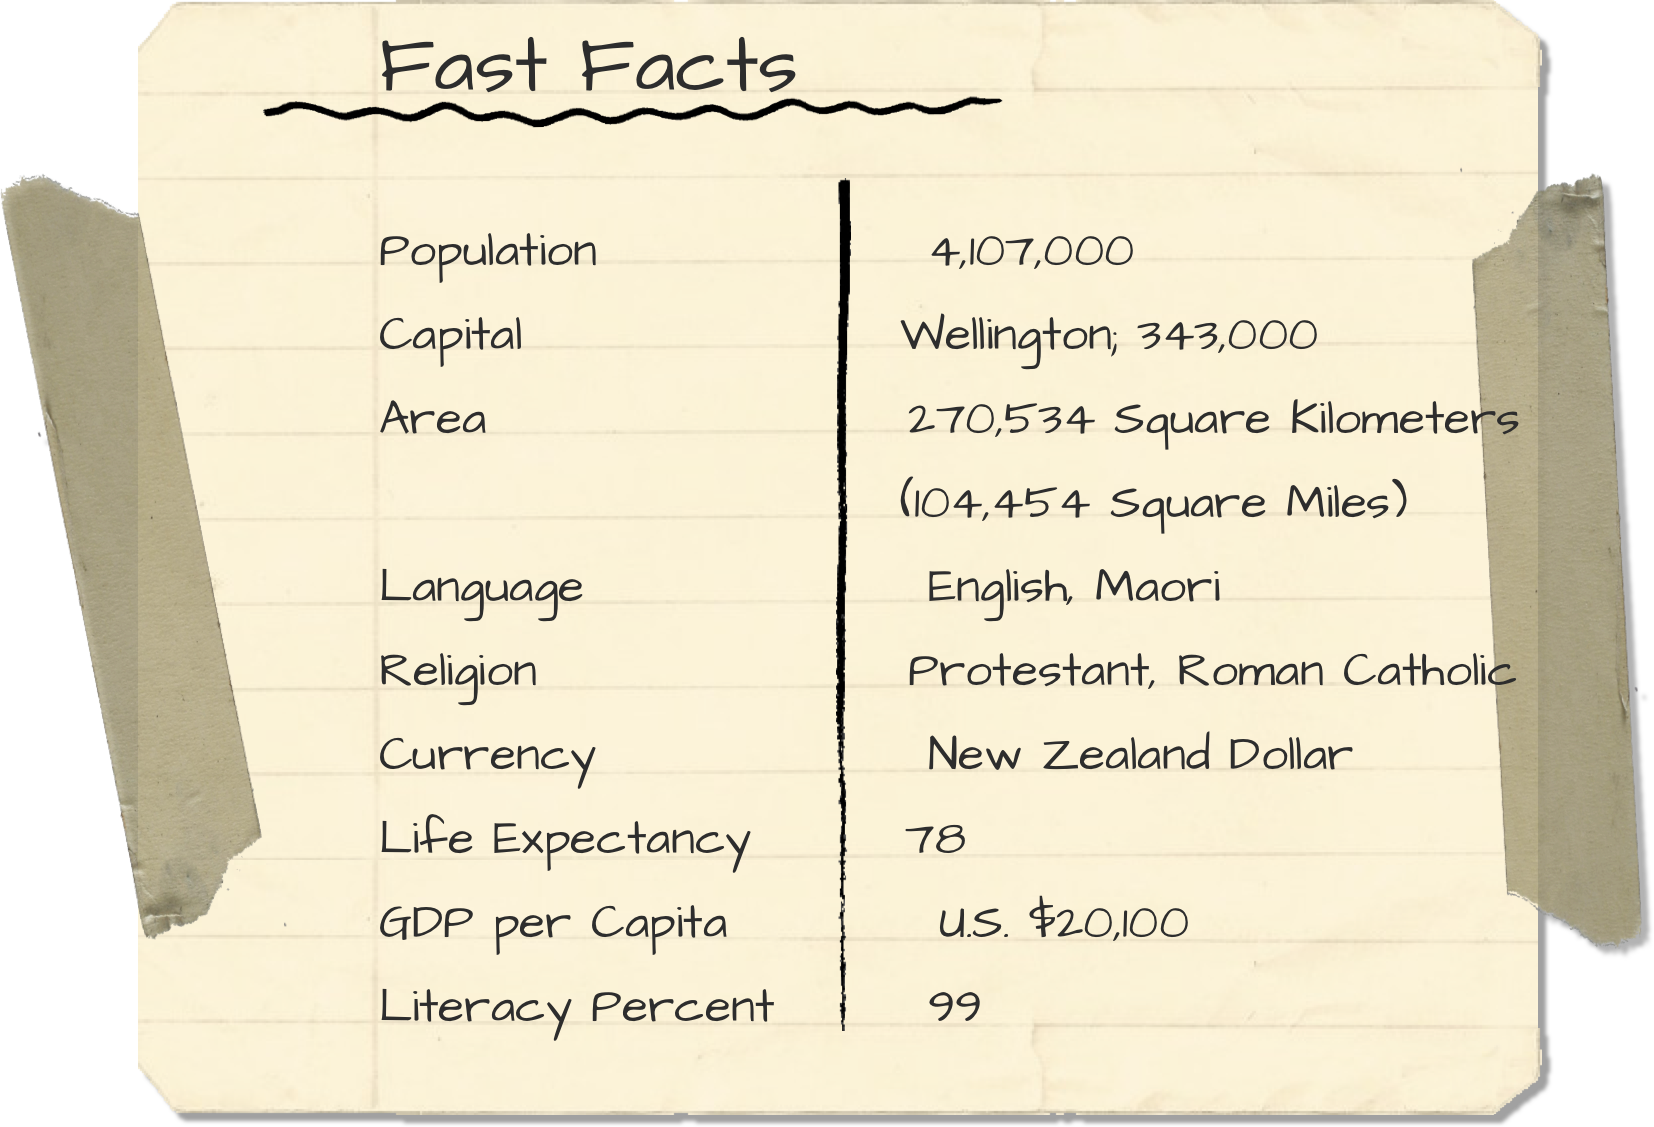 Fast Facts
Population 4,107,000
Capital Wellington; 343,000
Area 270,534 Square Kilometers
(104,454 Square Miles)
Language English, Maori
Religion Protestant, Roman Catholic
Currency New Zealand Dollar
Life Expectancy 78
GDP per Capita U.S. $20,100
Literacy Percent 99